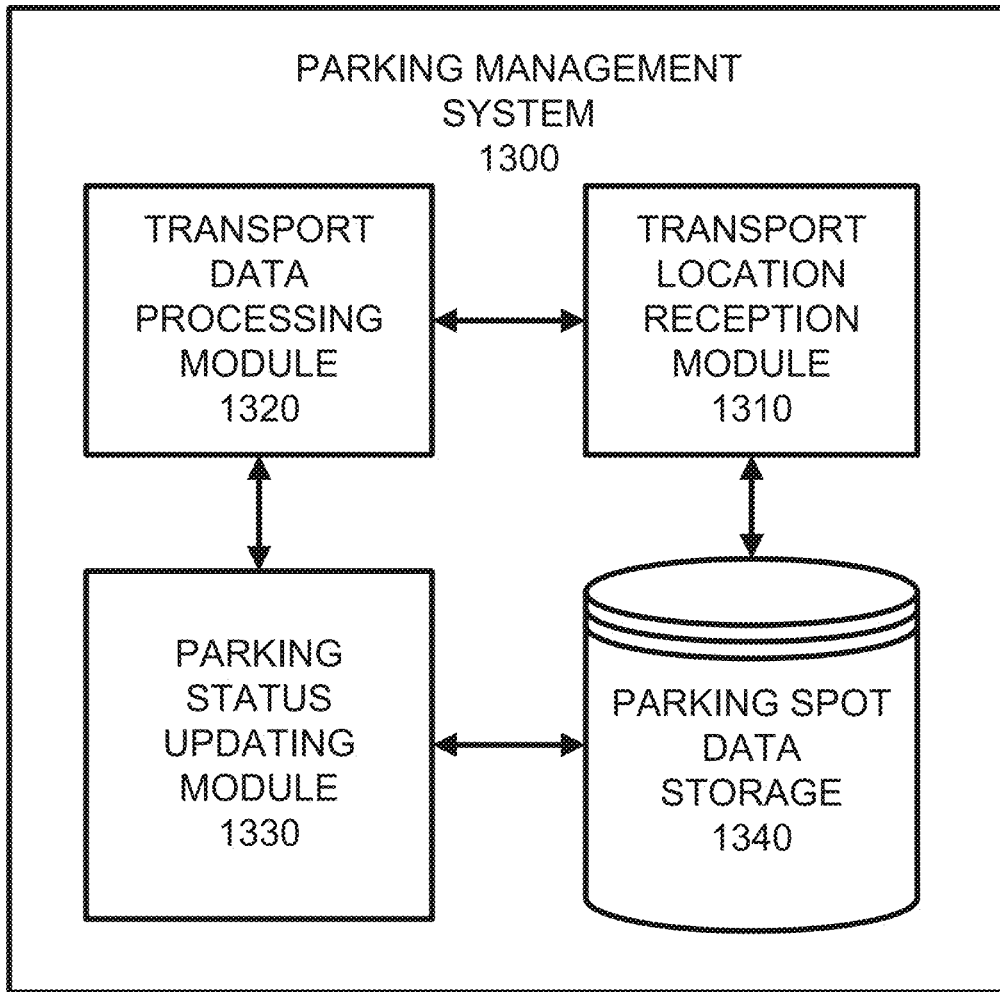 PARKING MANAGEMENT
SYSTEM
1300
TRANSPORT
DATA
PROCESSING
MODULE
1320
TRANSPORT
LOCATION
RECEPTION
MODULE
1310
PARKING
STATUS
UPDATING
MODULE
1330
PARKING SPOT
DATA
STORAGE
1340